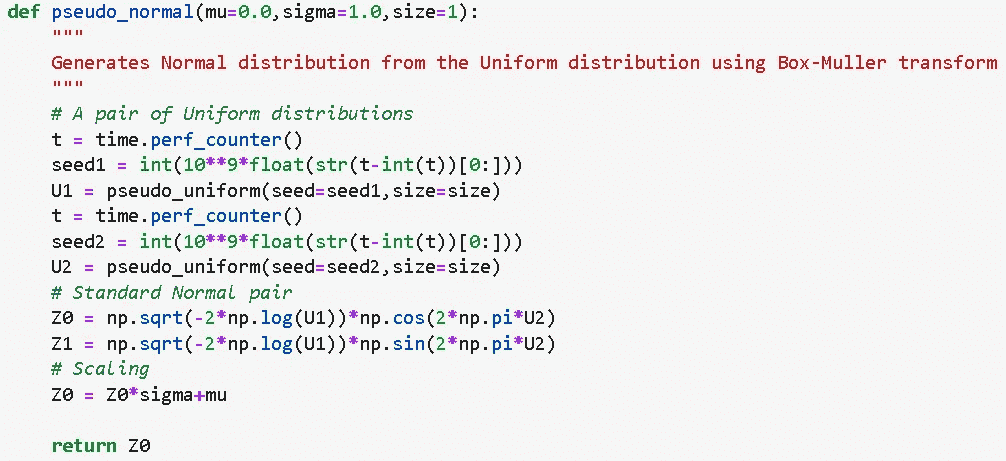 def pseudo_normal(mu=0.0,sigma=1.0,size=1):
    """
    Generates Normal distribution from the Uniform distribution using Box-Muller transform
    """
    # A pair of Uniform distributions
    t = time.perf_counter()
    seed1 = int(10**9*float(str(t-int(t))[0:]))
    U1 = pseudo_uniform(seed=seed1,size=size)
    t = time.perf_counter()
    seed2 = int(10**9*float(str(t-int(t))[0:]))
    U2 = pseudo_uniform(seed=seed2,size=size)
    # Standard Normal pair
    Z0 = np.sqrt(-2*np.log(U1))*np.cos(2*np.pi*U2)
    Z1 = np.sqrt(-2*np.log(U1))*np.sin(2*np.pi*U2)
    # Scaling
    Z0 = Z0*sigma+mu

    return Z0